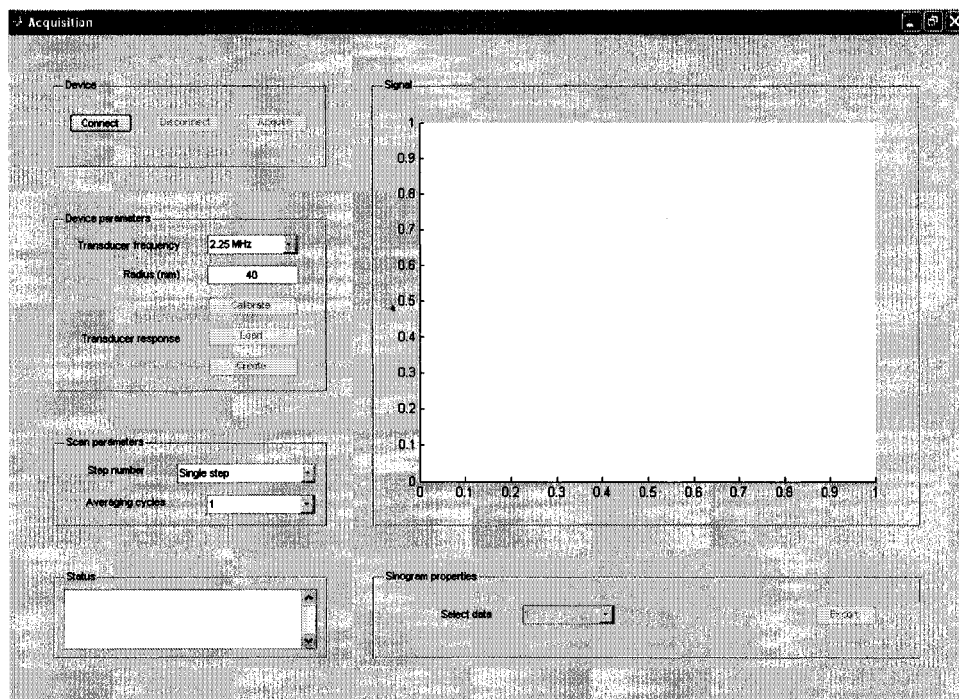 Acquisition
Device
Connect
Disconnect
Acquire
Device parameters
Transducer frequency
2.25 MHz
Radius (mm)
40
Calibrate
Transducer response
Load
Create
Scan parameters
Step number
Single step
Averaging cycles
1
Status
Signal
1
0.9
0.8
0.7
0.6
0.5
0.4
0.3
0.2
0.1
0
0 0.1 0.2 0.3 0.4 0.5 0.6 0.7 0.8 0.9 1
Sinogram properties
Select data
Export